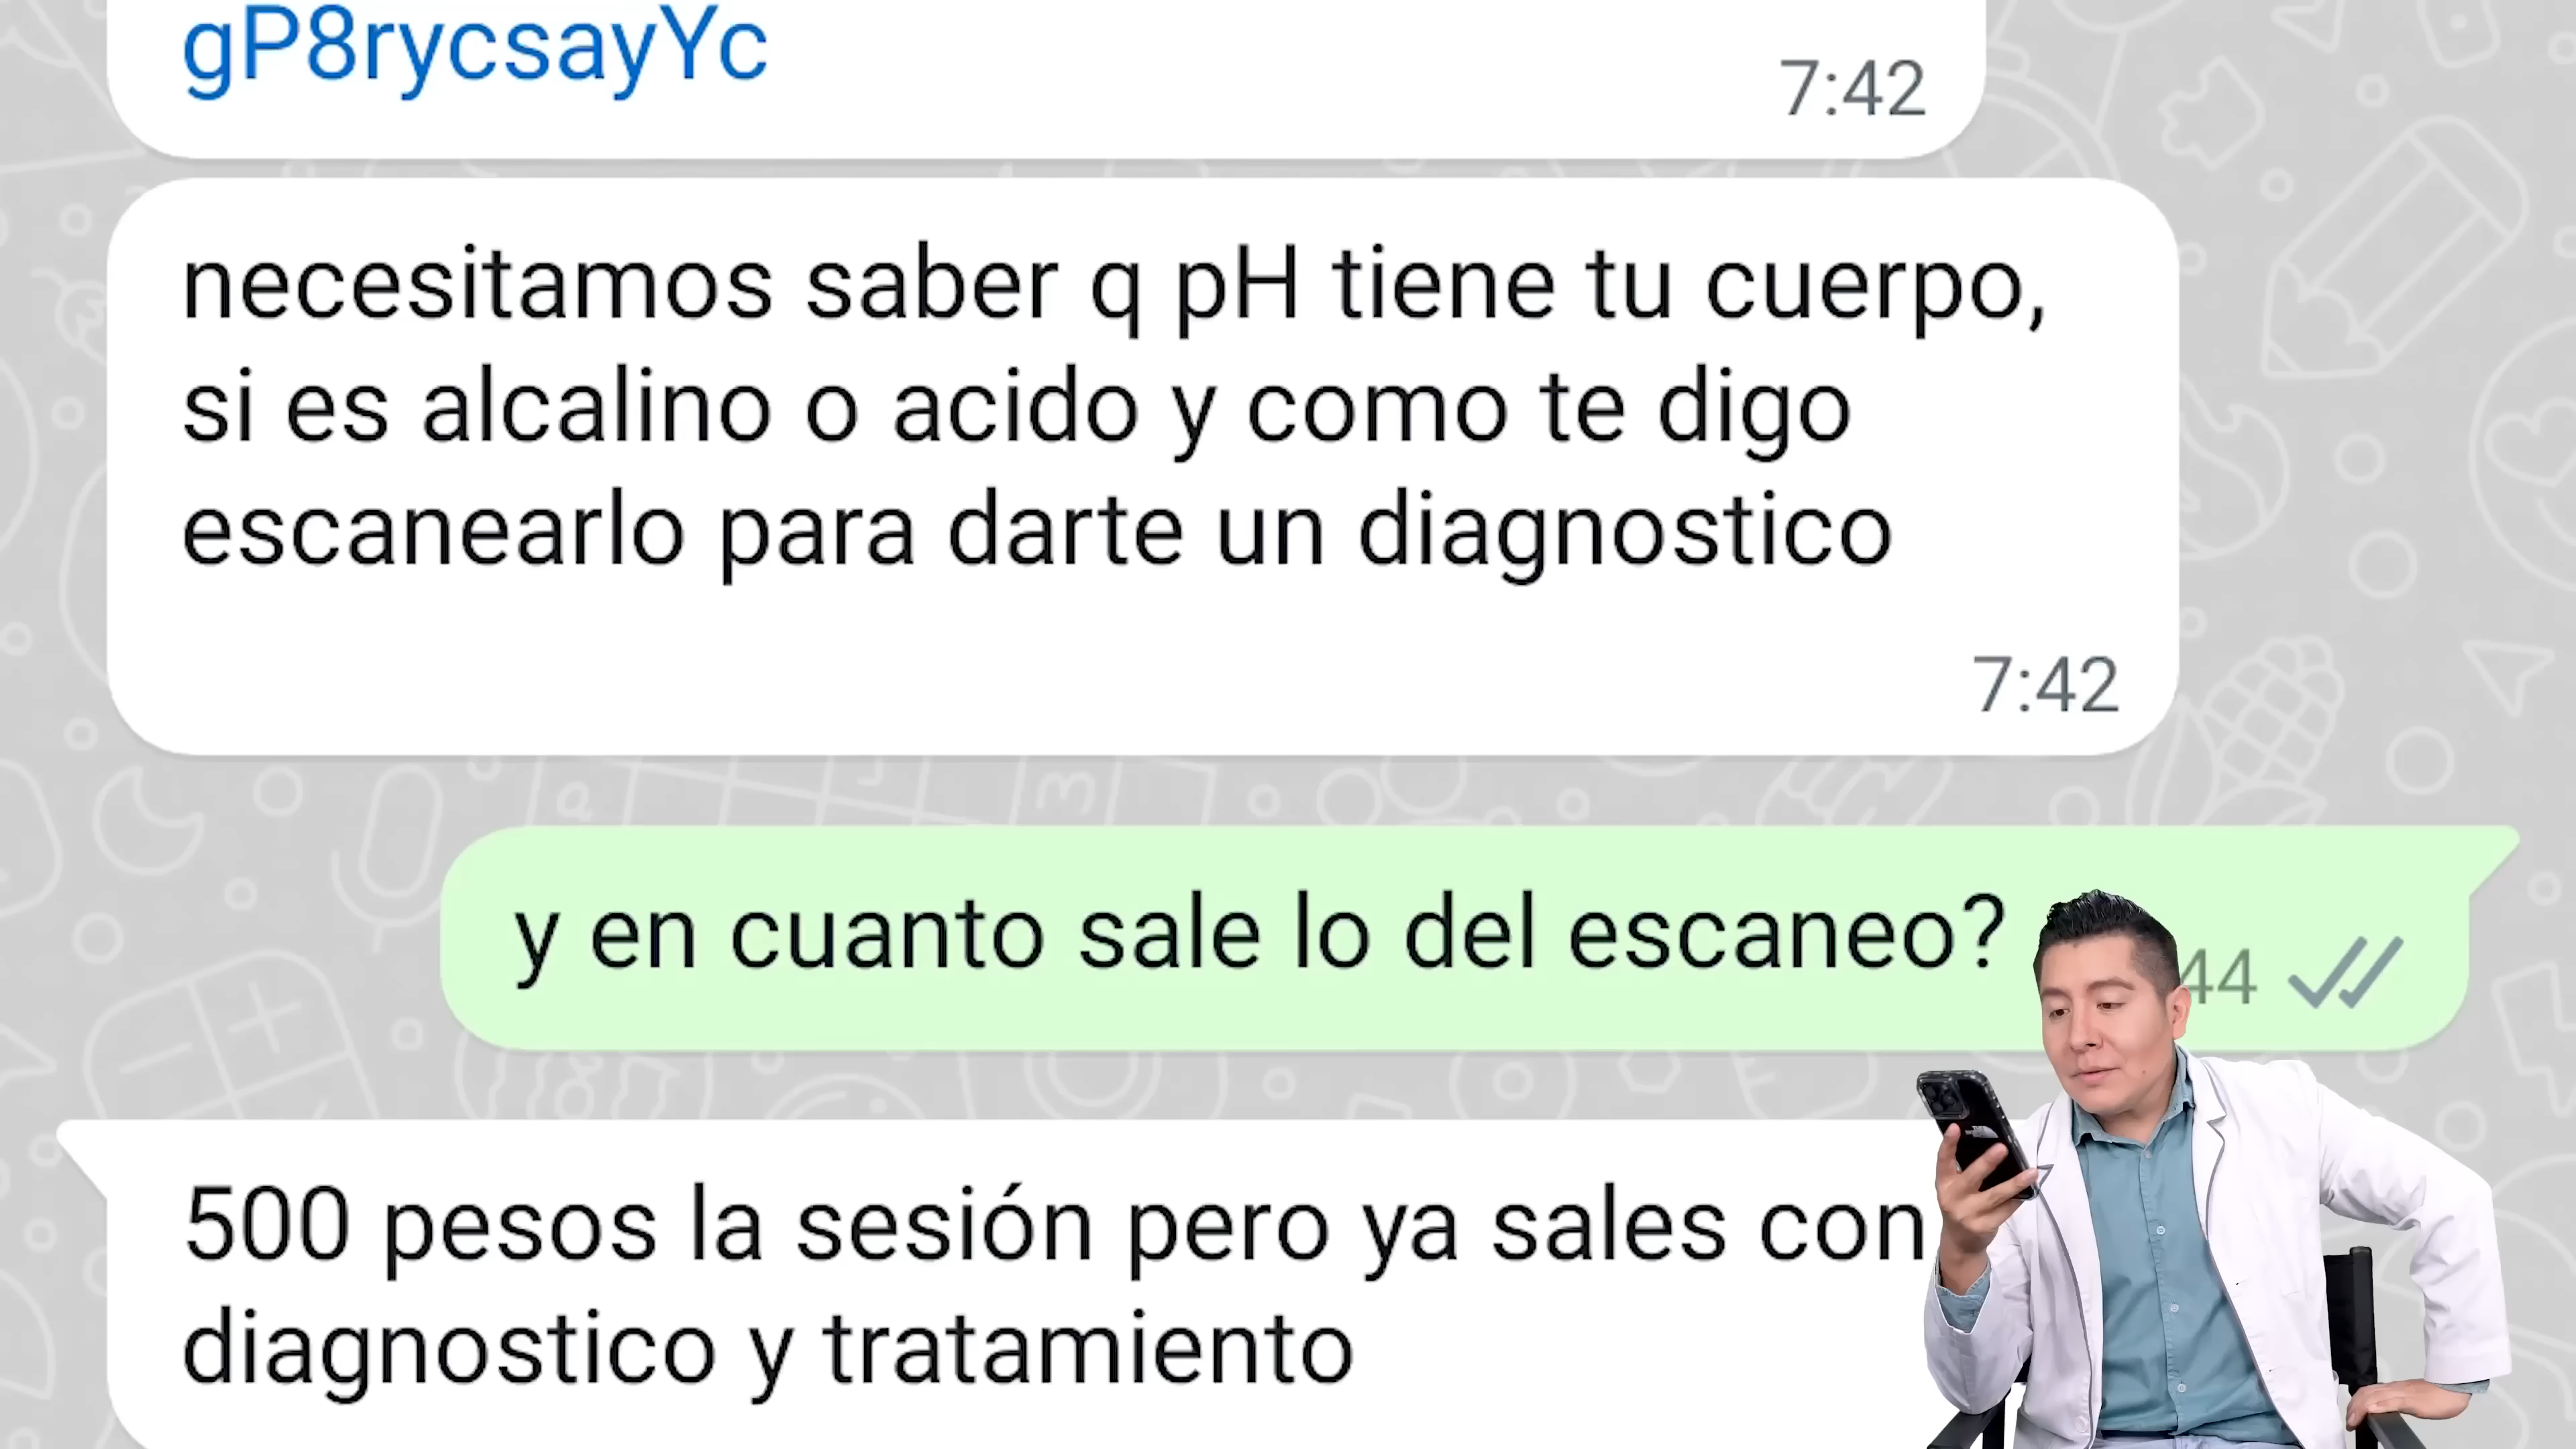 gP8rycsayYc
7:42
necesitamos saber q pH tiene tu cuerpo,
si es alcalino o acido y como te digo
escanearlo para darte un diagnostico
7:42
y en cuanto sale lo del escaneo?
44
500 pesos la sesión pero ya sales con
diagnostico y tratamiento